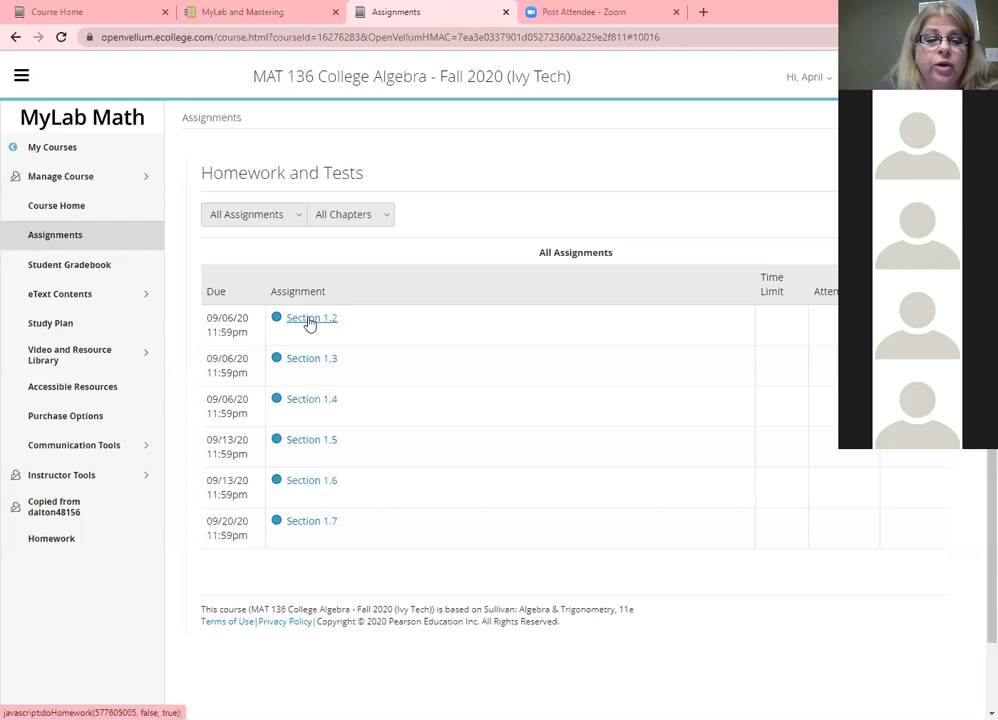 Course Home
MyLab and Mastering
Assignments
Post Attendee - Zoom
openvellum.ecollege.com/course.html?courseId=16276283&OpenVellumHMAC=7ea3e0337901d052723600a229e2f811#10016
MAT 136 College Algebra - Fall 2020 (Ivy Tech)
Hi, April
MyLab Math
My Courses
Manage Course
Course Home
Assignments
Student Gradebook
eText Contents
Study Plan
Video and Resource
Library
Accessible Resources
Purchase Options
Communication Tools
Instructor Tools
Copied from
dalton48156
Homework
Assignments
Homework and Tests
All Assignments
All Chapters
All Assignments
Due
Assignment
Time
Limit
Atten
09/06/20
11:59pm
Section 1.2
09/06/20
11:59pm
Section 1.3
09/06/20
11:59pm
Section 1.4
09/13/20
11:59pm
Section 1.5
09/13/20
11:59pm
Section 1.6
09/20/20
11:59pm
Section 1.7
This course (MAT 136 College Algebra - Fall 2020 (Ivy Tech)) is based on Sullivan: Algebra & Trigonometry, 11e
Terms of Use|Privacy Policy|Copyright © 2020 Pearson Education Inc. All Rights Reserved.
javascript:doHomework(577605005, false, true);